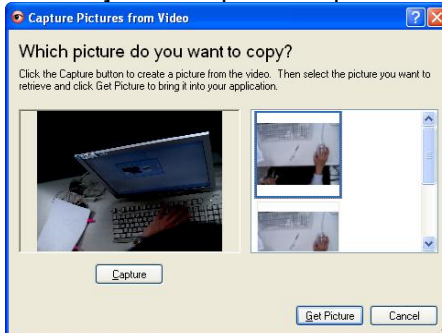 Capture Pictures from Video
Which picture do you want to copy?
Click the Capture button to create a picture from the video. Then select the picture you want to
retrieve and click Get Picture to bring it into your application.
Capture
Get Picture Cancel